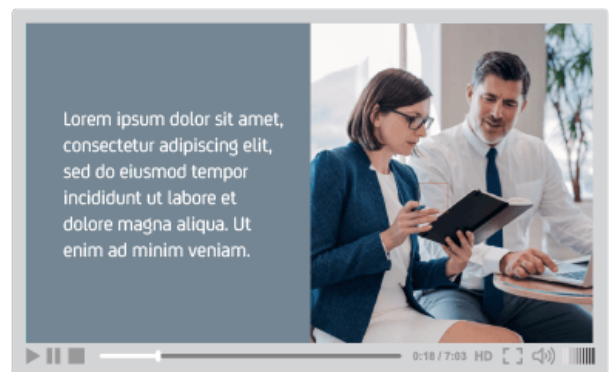 Lorem ipsum dolor sit amet,
consectetur adipiscing elit,
sed do eiusmod tempor
incididunt ut labore et
dolore magna aliqua. Ut
enim ad minim veniam.
0:18 / 7:03 HD